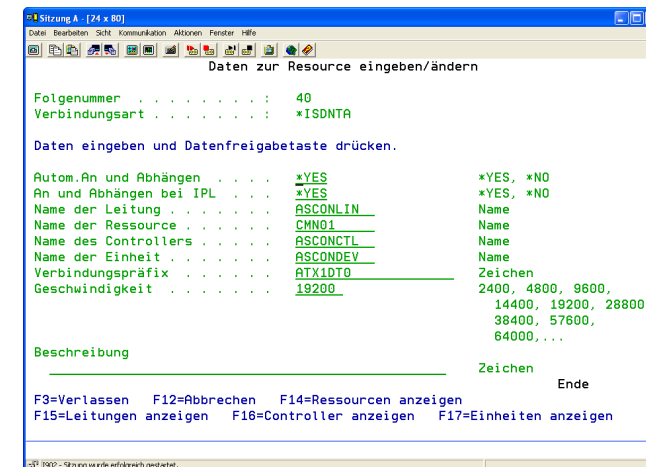 Sitzung A - [24 x 80]
Datei Bearbeiten Sicht Kommunikation Aktionen Fenster Hilfe
Daten zur Resource eingeben/ändern
Folgenummer . . . . . . . . : 40
Verbindungsart . . . . . . . : *ISDNTA
Daten eingeben und Datenfreigabetaste drücken.
Autom.An und Abhängen . . . . *YES *YES, *NO
An und Abhängen bei IPL . . . *YES *YES, *NO
Name der Leitung . . . . . . . ASCONLIN Name
Name der Ressource . . . . . . CMN01 Name
Name des Controllers . . . . . ASCONCTL Name
Name der Einheit . . . . . . . ASCONDEV Name
Verbindungspräfix . . . . . . ATX1DT0 Zeichen
Geschwindigkeit . . . . . . . 19200 2400, 4800, 9600,
14400, 19200, 28800
38400, 57600,
64000,...
Beschreibung
Zeichen
Ende
F3=Verlassen F12=Abbrechen F14=Ressourcen anzeigen
F15=Leitungen anzeigen F16=Controller anzeigen F17=Einheiten anzeigen
I902 - Sitzung wurde erfolgreich gestartet.